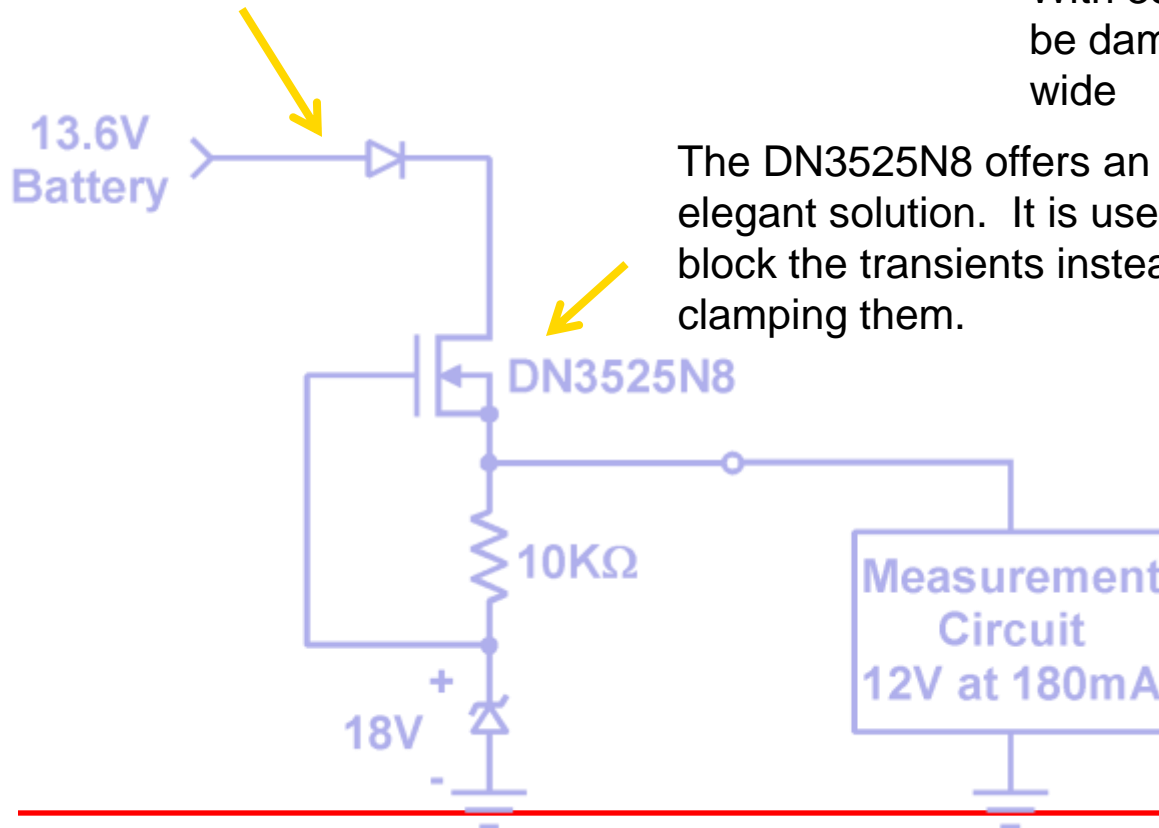 be dam
wide
13.6V
Battery
The DN3525N8 offers an
elegant solution. It is use
block the transients instea
clamping them.
DN3525N8
10KΩ
Measurement
Circuit
12V at 180mA
+
18V
-